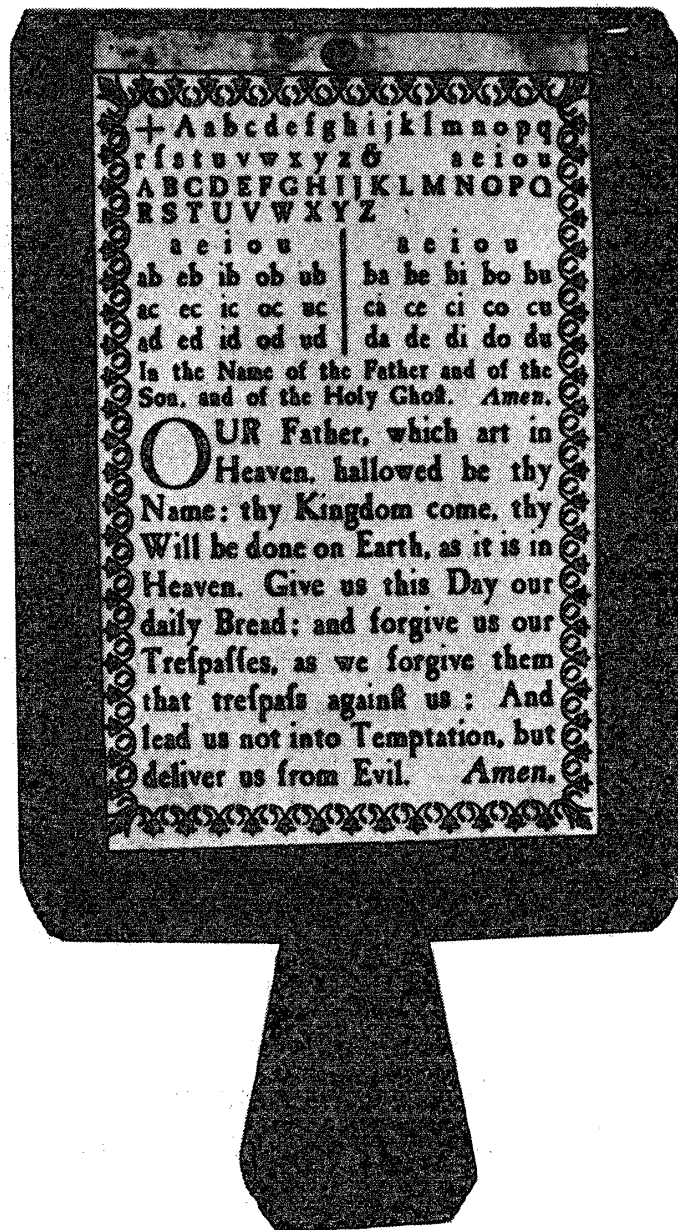 + A a b c d e f g h i j k l m n o p q
r ſ s t u v w x y z & a e i o u
A B C D E F G H I J K L M N O P Q
R S T U V W X Y Z
a e i o u a e i o u
ab eb ib ob ub ba be bi bo bu
ac ec ic oc uc ca ce ci co cu
ad ed id od ud da de di do du
In the Name of the Father and of the
Son, and of the Holy Ghoſt. Amen.
OUR Father, which art in
Heaven, hallowed be thy
Name; thy Kingdom come, thy
Will be done on Earth, as it is in
Heaven. Give us this Day our
daily Bread; and forgive us our
Treſpaſſes, as we forgive them
that treſpaſs againſt us : And
lead us not into Temptation, but
deliver us from Evil. Amen.